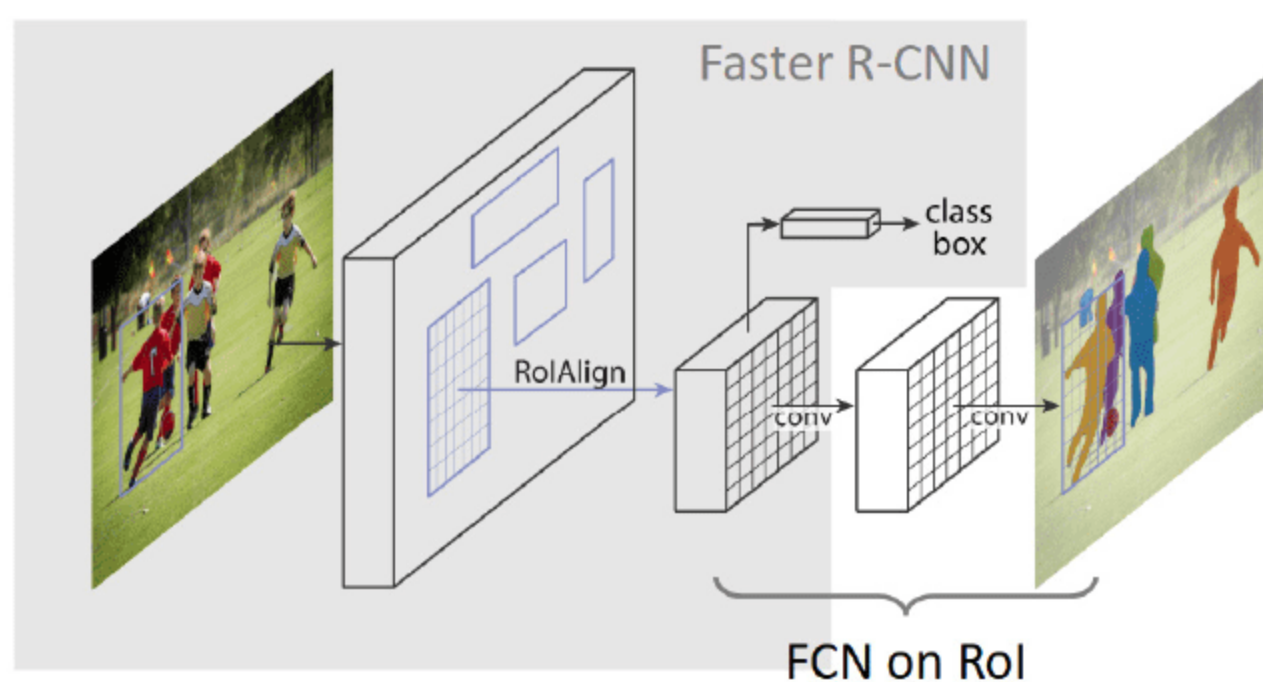 Faster R-CNN
class
box
RoIAlign
conv
conv
FCN on RoI